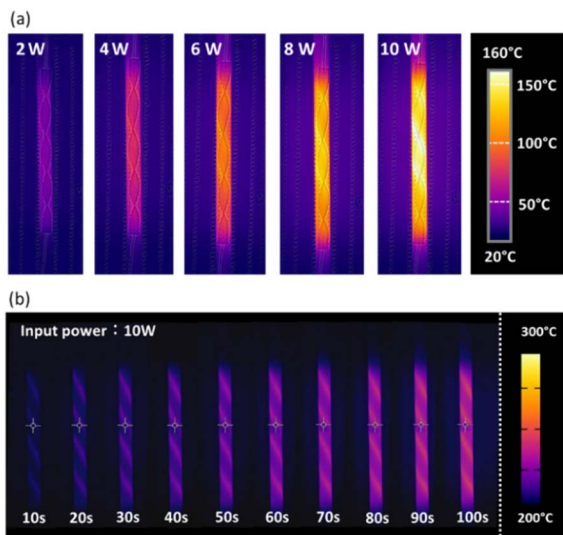 (a)
2 W 4 W 6 W 8 W 10 W 160°C
150°C
100°C
50°C
20°C
(b)
Input power：10W 300°C
10s 20s 30s 40s 50s 60s 70s 80s 90s 100s 200°C